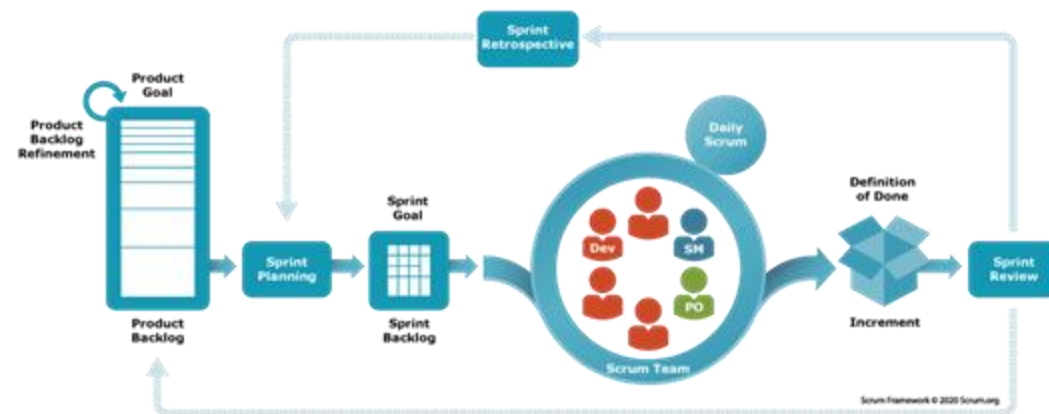 Sprint
Retrospective
Product
Goal
Product
Backlog
Refinement
Daily
Scrum
Definition
of Done
Sprint
Goal
Dev
SM
Sprint
Planning
Sprint
Review
PO
Product
Backlog
Sprint
Backlog
Increment
Scrum Team
Scrum Framework © 2020 Scrum.org